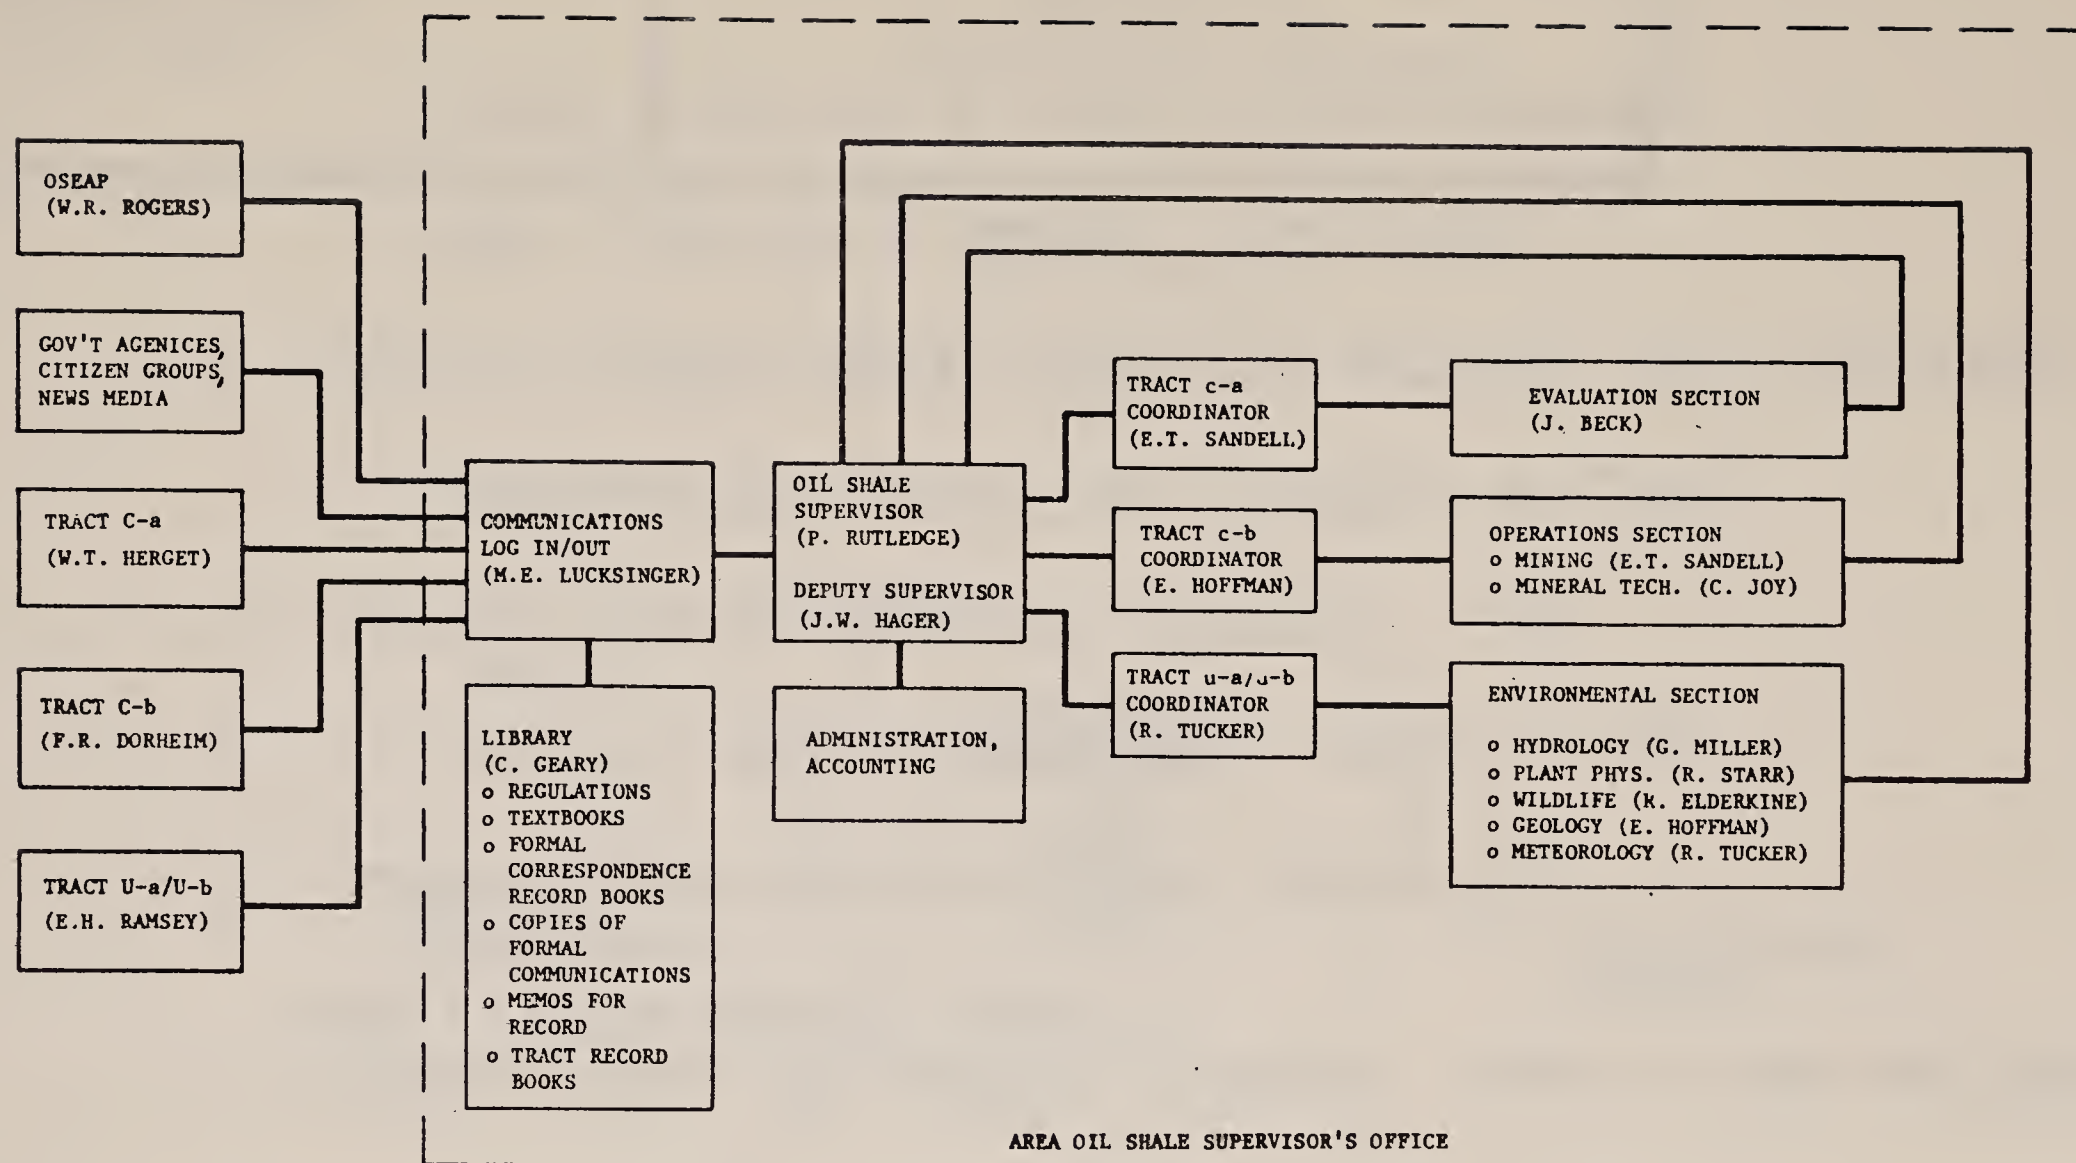 OSEAP
(W.R. ROGERS)
GOV'T AGENICES,
CITIZEN GROUPS,
NEWS MEDIA
TRACT C-a
(W.T. HERGET)
TRACT C-b
(F.R. DORHEIM)
TRACT U-a/U-b
(E.H. RAMSEY)
COMMUNICATIONS
LOG IN/OUT
(M.E. LUCKSINGER)
LIBRARY
(C. GEARY)
o REGULATIONS
o TEXTBOOKS
o FORMAL
CORRESPONDENCE
RECORD BOOKS
o COPIES OF
FORMAL
COMMUNICATIONS
o MEMOS FOR
RECORD
o TRACT RECORD
BOOKS
OIL SHALE
SUPERVISOR
(P. RUTLEDGE)
DEPUTY SUPERVISOR
(J.W. HAGER)
ADMINISTRATION,
ACCOUNTING
TRACT c-a
COORDINATOR
(E.T. SANDELL)
TRACT c-b
COORDINATOR
(E. HOFFMAN)
TRACT u-a/u-b
COORDINATOR
(R. TUCKER)
EVALUATION SECTION
(J. BECK)
OPERATIONS SECTION
o MINING (E.T. SANDELL)
o MINERAL TECH. (C. JOY)
ENVIRONMENTAL SECTION
o HYDROLOGY (G. MILLER)
o PLANT PHYS. (R. STARR)
o WILDLIFE (K. ELDERKINE)
o GEOLOGY (E. HOFFMAN)
o METEOROLOGY (R. TUCKER)
AREA OIL SHALE SUPERVISOR'S OFFICE